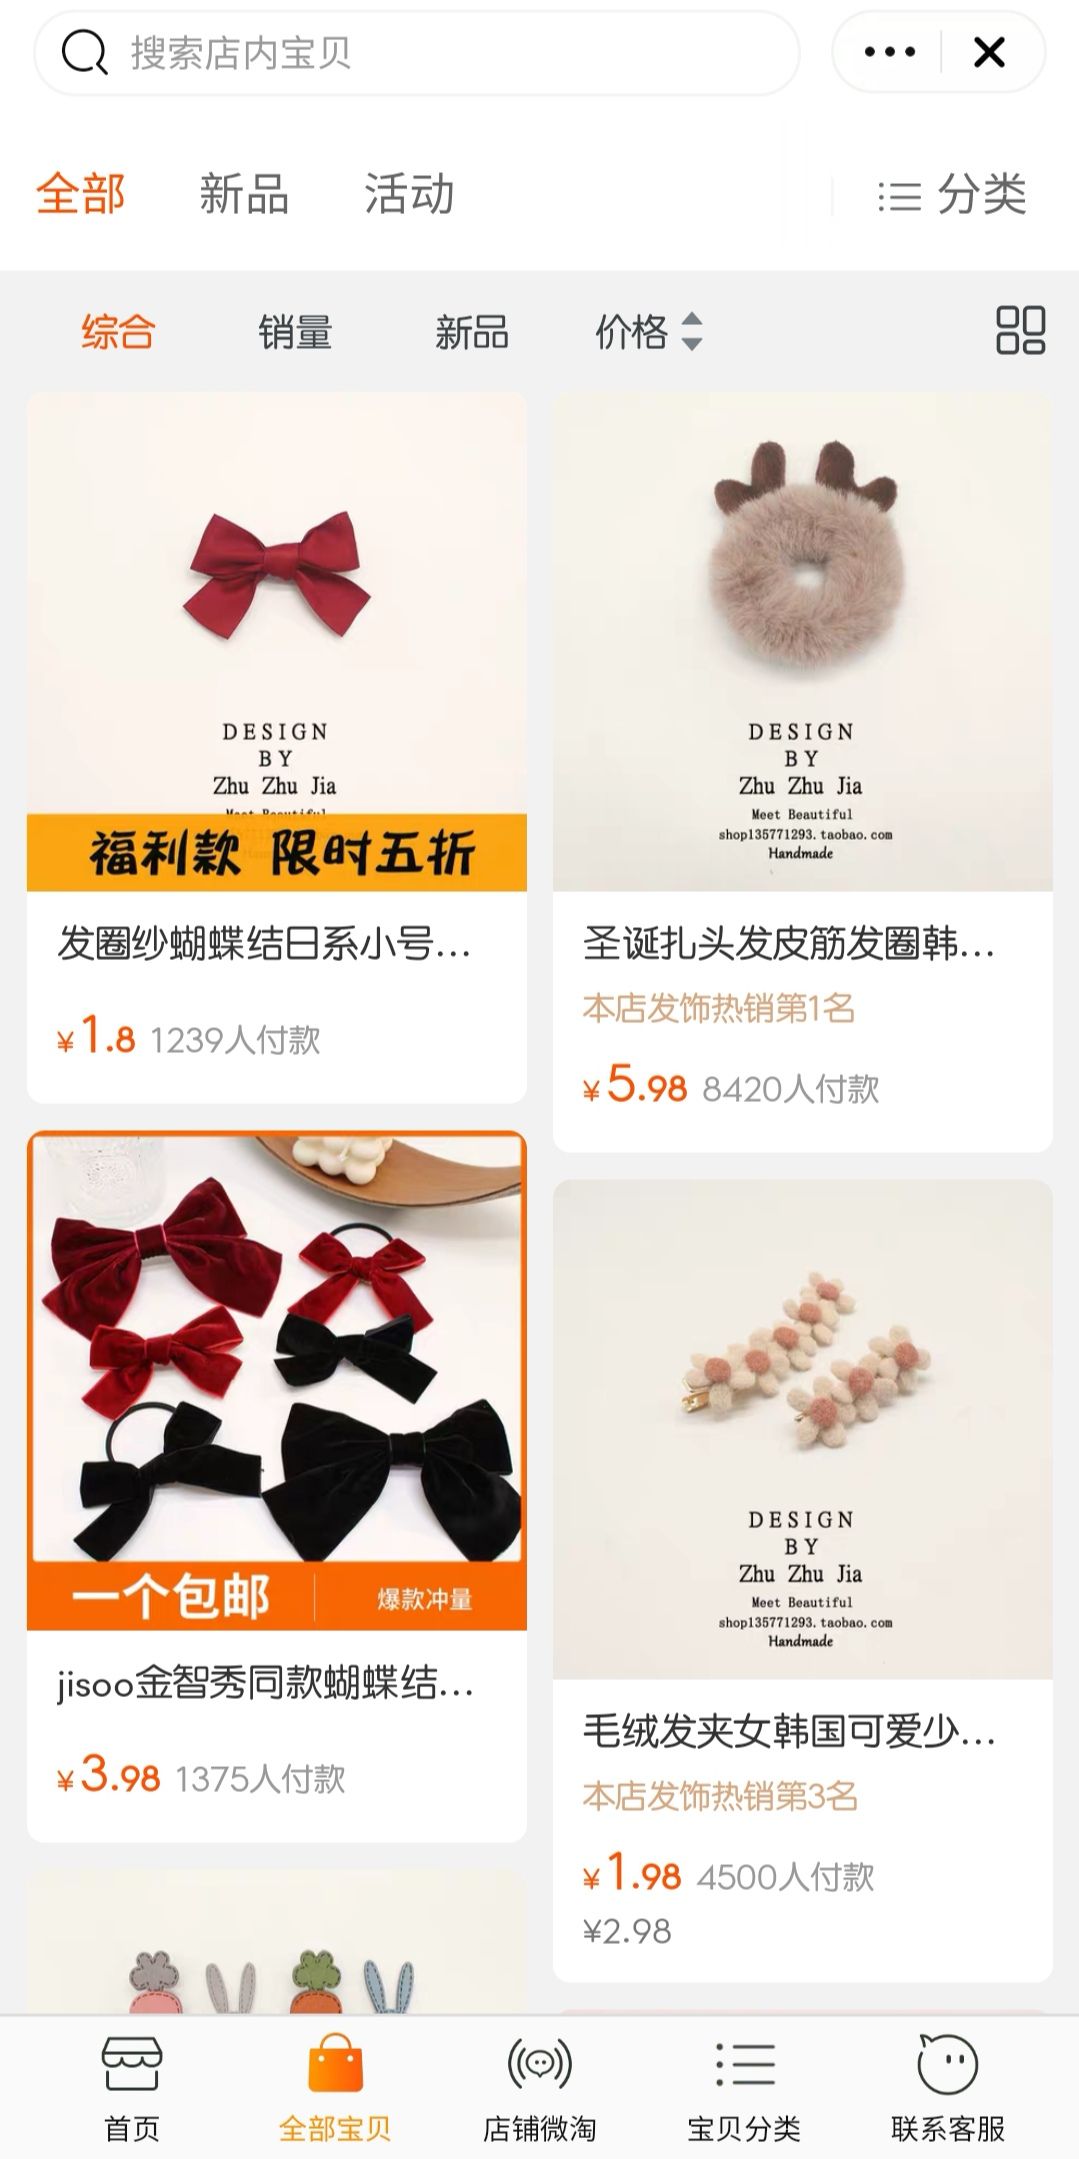 搜索店内宝贝
全部 新品 活动 分类
综合 销量 新品 价格
DESIGN
BY
Zhu Zhu Jia
Meet Beautiful
福利款 限时五折
发圈纱蝴蝶结日系小号...
¥1.8 1239人付款
DESIGN
BY
Zhu Zhu Jia
Meet Beautiful
shop135771293.taobao.com
Handmade
圣诞扎头发皮筋发圈韩...
本店发饰热销第1名
¥5.98 8420人付款
一个包邮 爆款冲量
jisoo金智秀同款蝴蝶结...
¥3.98 1375人付款
DESIGN
BY
Zhu Zhu Jia
Meet Beautiful
shop135771293.taobao.com
Handmade
毛绒发夹女韩国可爱少...
本店发饰热销第3名
¥1.98 4500人付款
¥2.98
首页 全部宝贝 店铺微淘 宝贝分类 联系客服